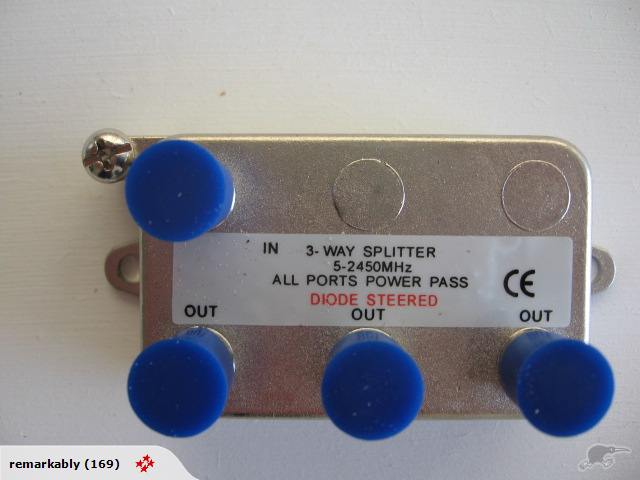 IN 3-WAY SPLITTER
5-2450MHz
ALL PORTS POWER PASS
CE
DIODE STEERED
OUT OUT OUT
remarkably (169)